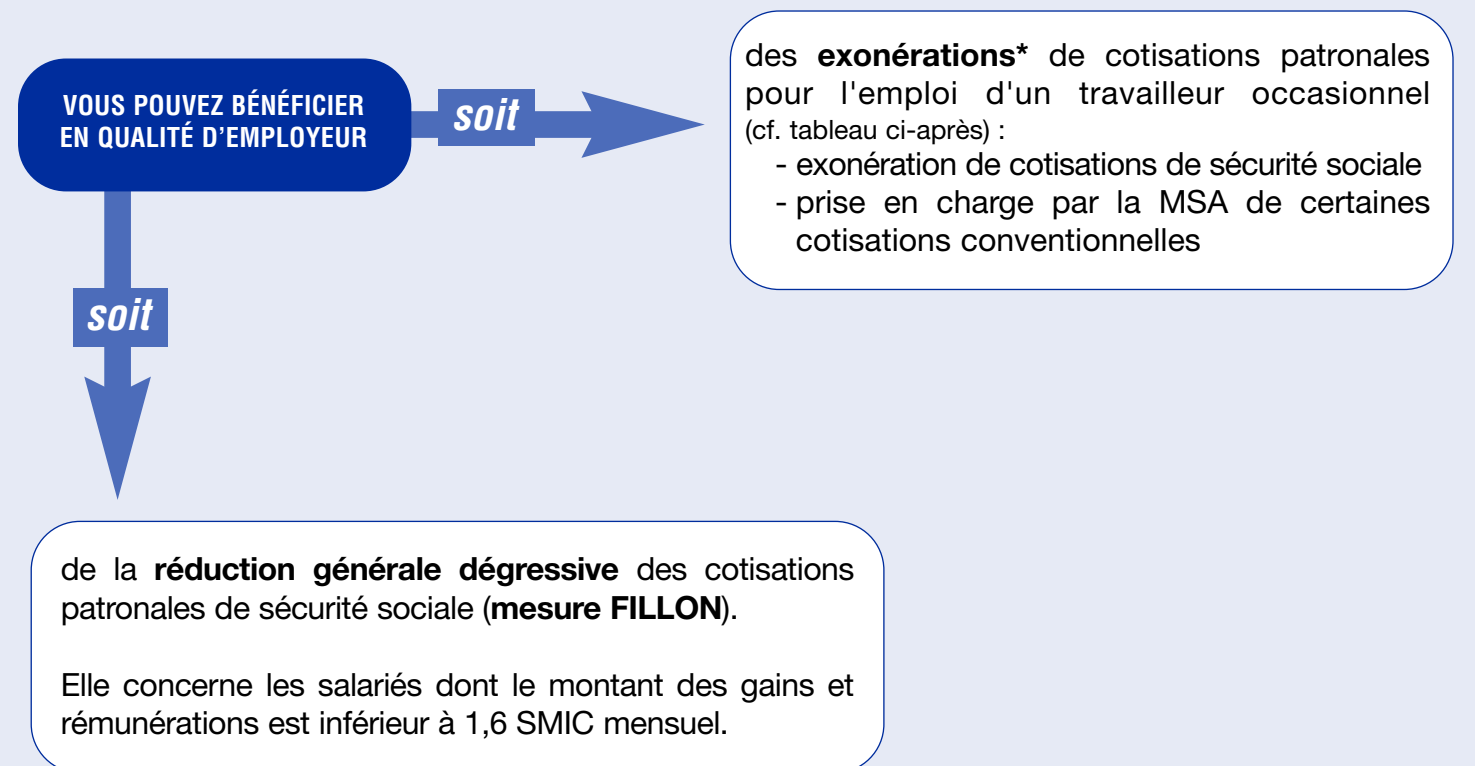 VOUS POUVEZ BÉNÉFICIER
EN QUALITÉ D’EMPLOYEUR
soit
des exonérations* de cotisations patronales
pour l'emploi d'un travailleur occasionnel
(cf. tableau ci-après) :
- exonération de cotisations de sécurité sociale
- prise en charge par la MSA de certaines
cotisations conventionnelles
soit
de la réduction générale dégressive des cotisations
patronales de sécurité sociale (mesure FILLON).
Elle concerne les salariés dont le montant des gains et
rémunérations est inférieur à 1,6 SMIC mensuel.